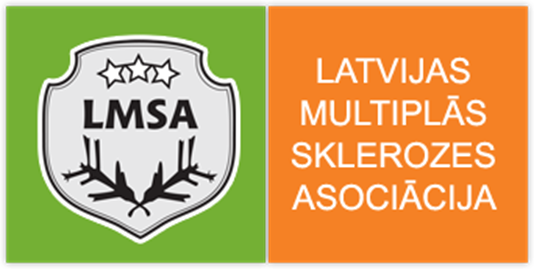 LMSA
LATVIJAS
MULTIPLĀS
SKLEROZES
ASOCIĀCIJA